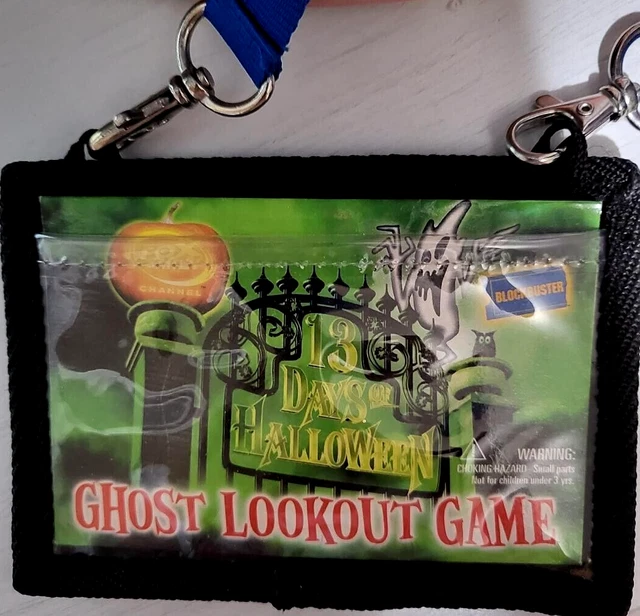 CHANNEL
BLOCKBUSTER
13
DAYS OF
HALLOWEEN
WARNING:
CHOKING HAZARD - Small parts
Not for children under 3 yrs.
GHOST LOOKOUT GAME